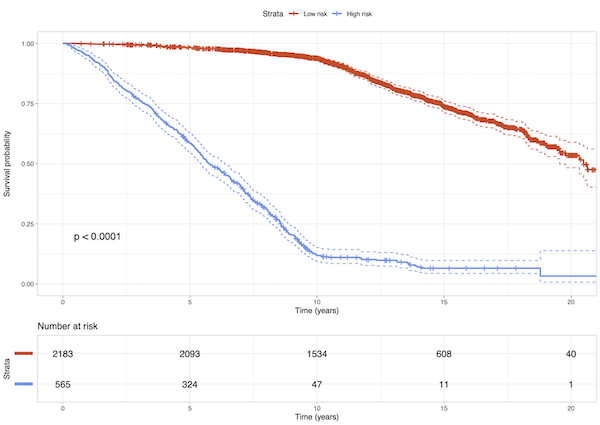 Strata Low risk High risk
1.00
0.75
0.50
0.25
0.00
Survival probability
p < 0.0001
0 5 10 15 20
Time (years)
Number at risk
Strata
2183 2093 1534 608 40
565 324 47 11 1
0 5 10 15 20
Time (years)